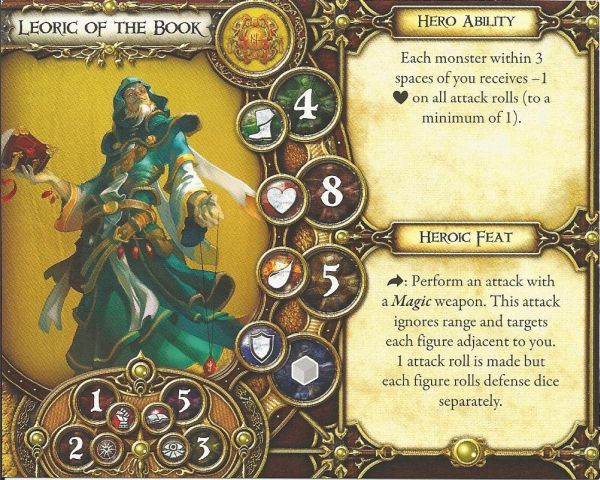 Leoric of the Book
4
8
5
1
5
2
3
Hero Ability
Each monster within 3
spaces of you receives –1
on all attack rolls (to a
minimum of 1).
Heroic Feat
: Perform an attack with
a Magic weapon. This attack
ignores range and targets
each figure adjacent to you.
1 attack roll is made but
each figure rolls defense dice
separately.